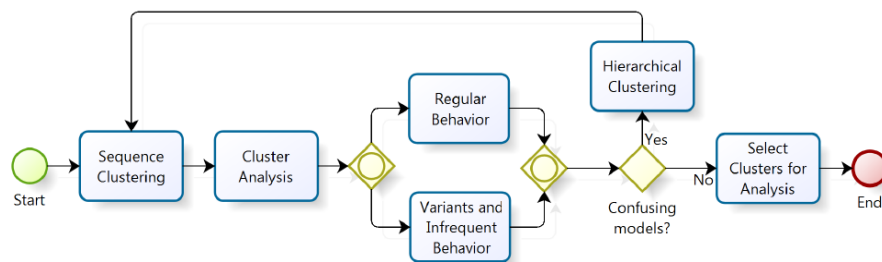 Start
Sequence
Clustering
Cluster
Analysis
Regular
Behavior
Variants and
Infrequent
Behavior
Hierarchical
Clustering
Yes
No
Confusing
models?
Select
Clusters for
Analysis
End